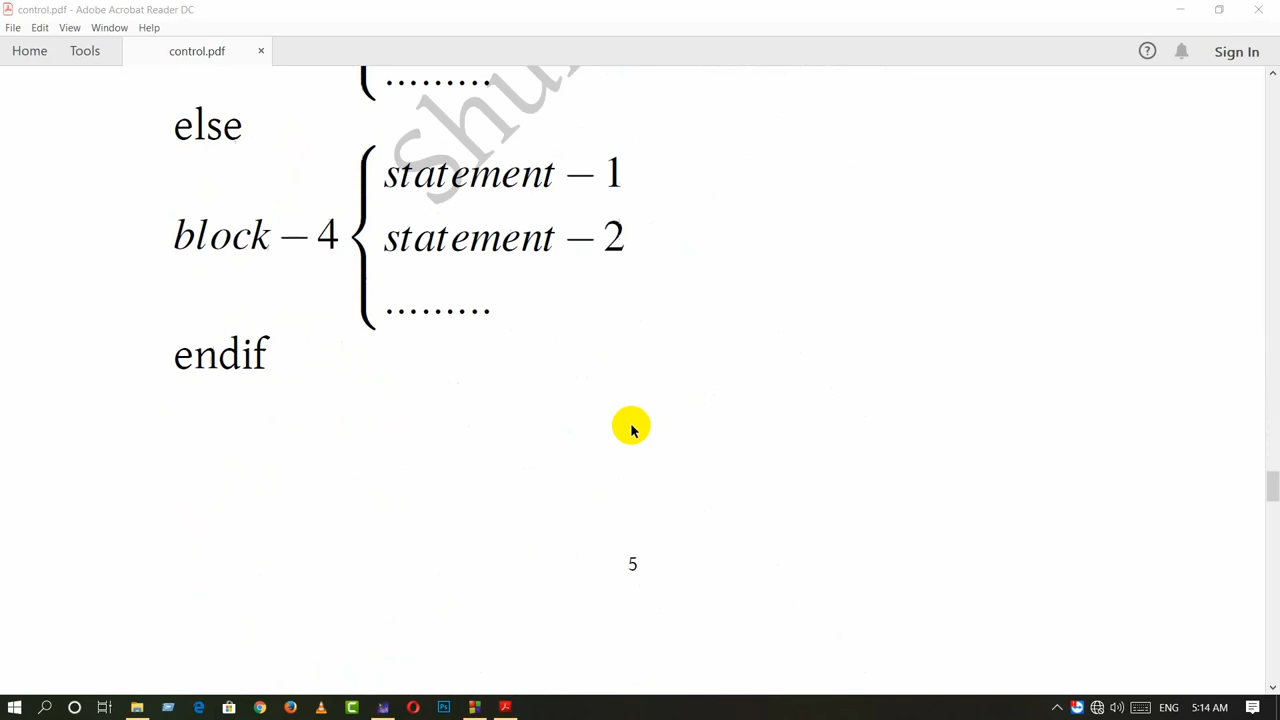 control.pdf - Adobe Acrobat Reader DC
File Edit View Window Help
Home Tools control.pdf × ? Sign In
.........
else
statement – 1
block – 4 statement – 2
.........
endif
5
ENG 5:14 AM